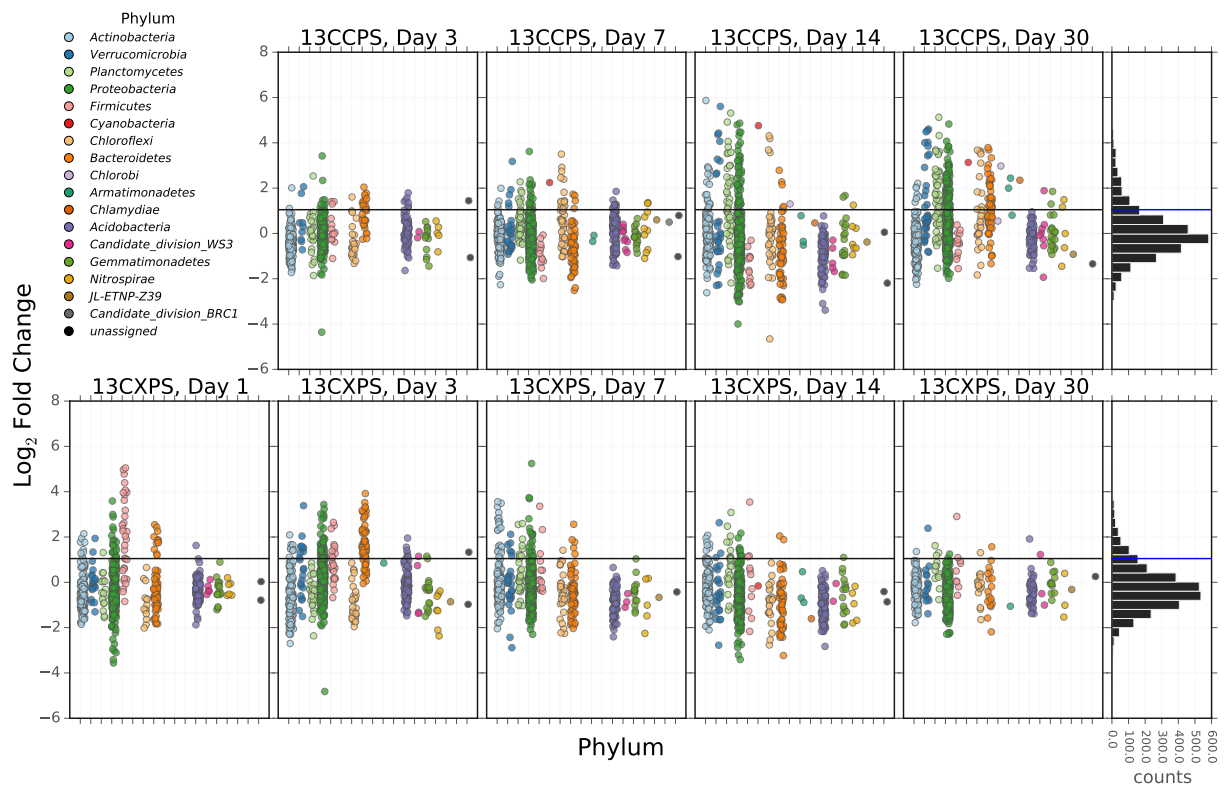 Phylum
Actinobacteria
Verrucomicrobia
Planctomycetes
Proteobacteria
Firmicutes
Cyanobacteria
Chloroflexi
Bacteroidetes
Chlorobi
Armatimonadetes
Chlamydiae
Acidobacteria
Candidate_division_WS3
Gemmatimonadetes
Nitrospirae
JL-ETNP-Z39
Candidate_division_BRC1
unassigned
13CCPS, Day 3
13CCPS, Day 7
13CCPS, Day 14
13CCPS, Day 30
8
6
4
2
0
−2
−4
−6
Log₂ Fold Change
13CXPS, Day 1
13CXPS, Day 3
13CXPS, Day 7
13CXPS, Day 14
13CXPS, Day 30
8
6
4
2
0
−2
−4
−6
0.0
100.0
200.0
300.0
400.0
500.0
600.0
Phylum
counts